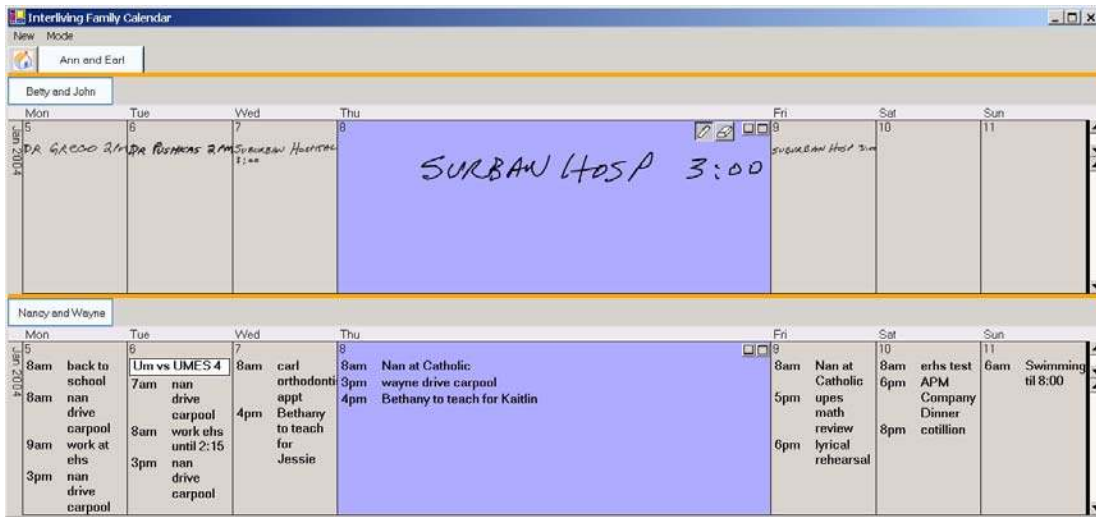 Interliving Family Calendar
New Mode
Ann and Earl
Betty and John
Mon Tue Wed Thu Fri Sat Sun
Jan 2004
5 6 7 8 9 10 11
DR GRECO 2PM
DR PUSHKAS 2PM
SUBURBAN HOSPITAL
3:00
SURBAN HOSP 3:00
SUBURBAN HOSP 3:00
Nancy and Wayne
Mon Tue Wed Thu Fri Sat Sun
Jan 2004
5
8am back to
school
8am nan
drive
carpool
9am work at
ehs
3pm nan
drive
carpool
6
Um vs UMES 4
7am nan
drive
carpool
8am work ehs
until 2:15
3pm nan
drive
carpool
7
8am carl
orthodonti
appt
4pm Bethany
to teach
for
Jessie
8
8am Nan at Catholic
3pm wayne drive carpool
4pm Bethany to teach for Kaitlin
9
8am Nan at
Catholic
5pm upes
math
review
6pm lyrical
rehearsal
10
8am erhs test
6pm APM
Company
Dinner
8pm cotillion
11
6am Swimming
til 8:00